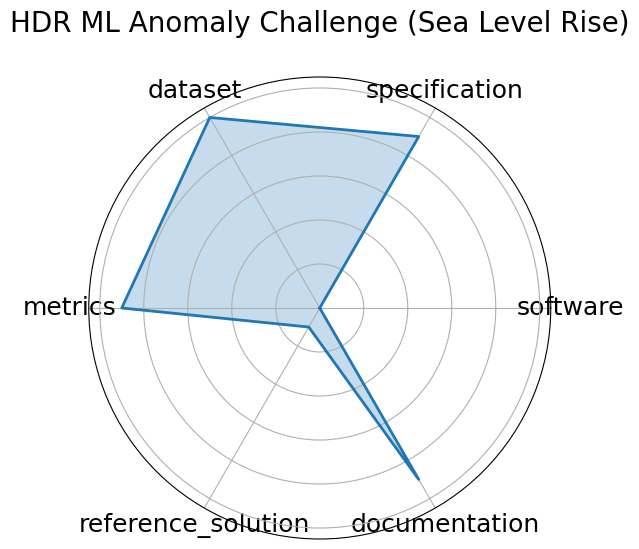 HDR ML Anomaly Challenge (Sea Level Rise)
dataset
specification
metrics
software
reference_solution
documentation